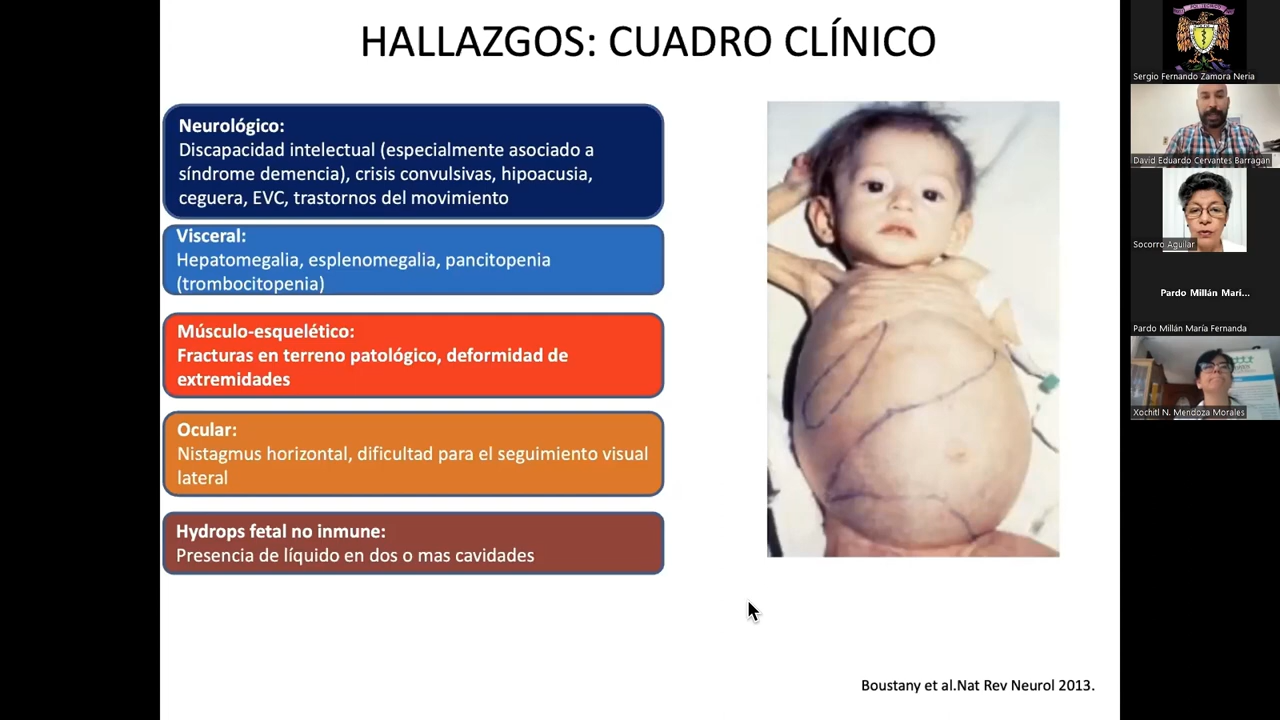 HALLAZGOS: CUADRO CLÍNICO
Neurológico:
Discapacidad intelectual (especialmente asociado a
síndrome demencia), crisis convulsivas, hipoacusia,
ceguera, EVC, trastornos del movimiento
Visceral:
Hepatomegalia, esplenomegalia, pancitopenia
(trombocitopenia)
Músculo-esquelético:
Fracturas en terreno patológico, deformidad de
extremidades
Ocular:
Nistagmus horizontal, dificultad para el seguimiento visual
lateral
Hydrops fetal no inmune:
Presencia de líquido en dos o mas cavidades
Boustany et al.Nat Rev Neurol 2013.
Sergio Fernando Zamora Neria
David Eduardo Cervantes Barragan
Socorro Aguilar
Pardo Millán Marí...
Pardo Millán María Fernanda
Xochitl N. Mendoza Morales